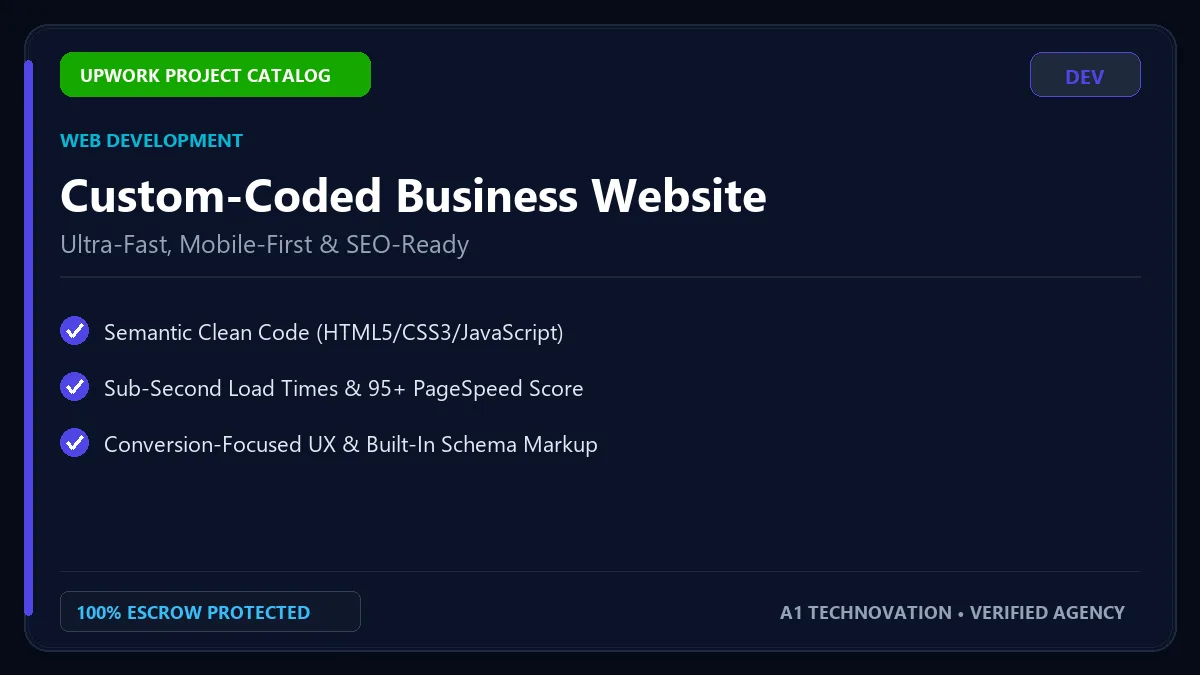 UPWORK PROJECT CATALOG
DEV
WEB DEVELOPMENT
Custom-Coded Business Website
Ultra-Fast, Mobile-First & SEO-Ready
Semantic Clean Code (HTML5/CSS3/JavaScript)
Sub-Second Load Times & 95+ PageSpeed Score
Conversion-Focused UX & Built-In Schema Markup
100% ESCROW PROTECTED
A1 TECHNOVATION • VERIFIED AGENCY